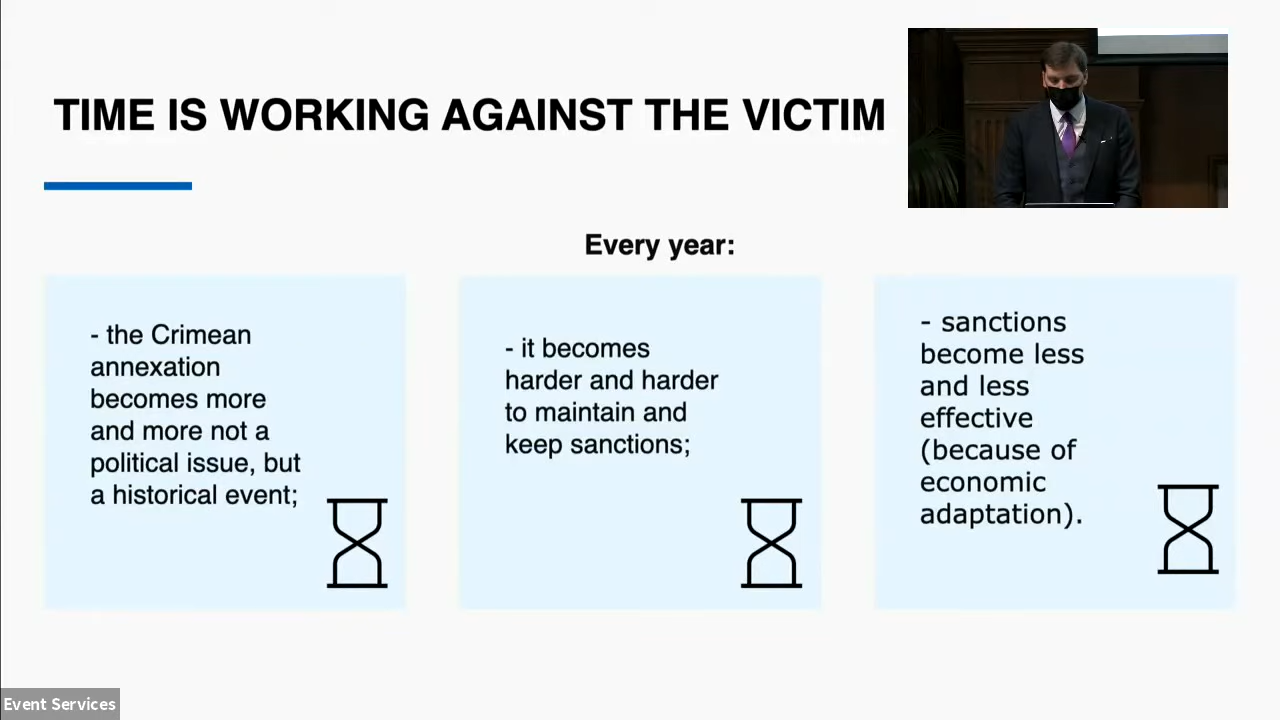 TIME IS WORKING AGAINST THE VICTIM
Every year:
- the Crimean
annexation
becomes more
and more not a
political issue, but
a historical event;
- it becomes
harder and harder
to maintain and
keep sanctions;
- sanctions
become less
and less
effective
(because of
economic
adaptation).
Event Services